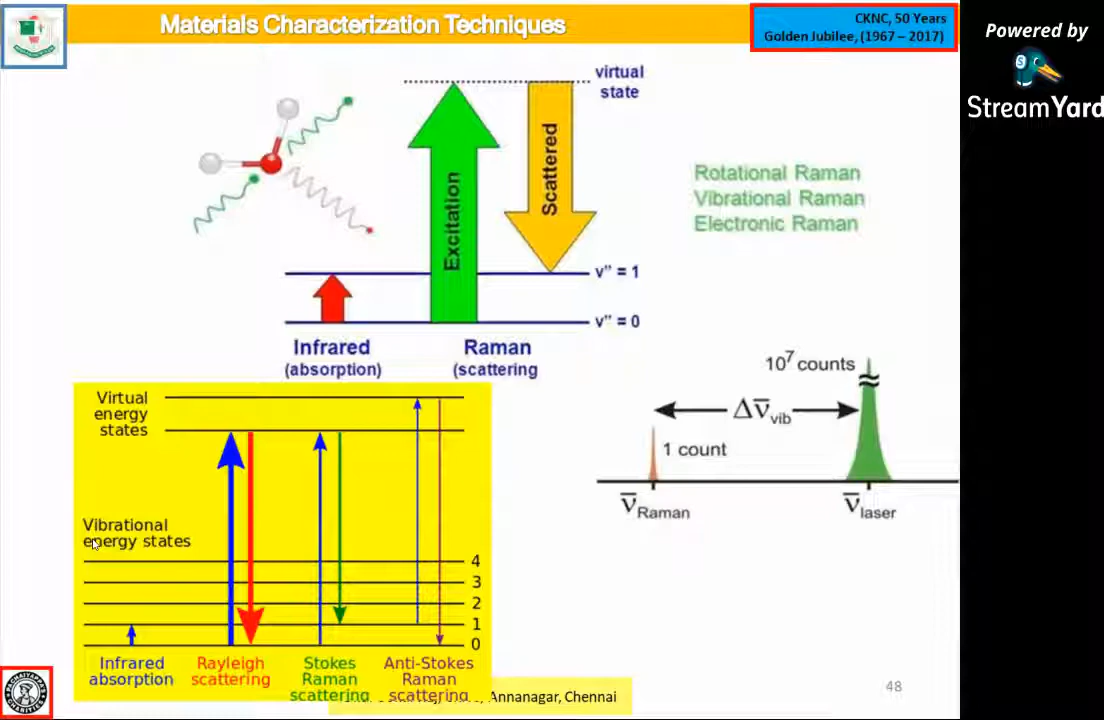 Materials Characterization Techniques
CKNC, 50 Years
Golden Jubilee, (1967 – 2017)
Powered by
StreamYard
virtual
state
Excitation
Scattered
v” = 1
v” = 0
Infrared
(absorption)
Raman
(scattering
Rotational Raman
Vibrational Raman
Electronic Raman
10⁷ counts
Δν̅vib
1 count
ν̅Raman
ν̅laser
Virtual
energy
states
Vibrational
energy states
4
3
2
1
0
Infrared
absorption
Rayleigh
scattering
Stokes
Raman
scattering
Anti-Stokes
Raman
scattering
Annanagar, Chennai
48